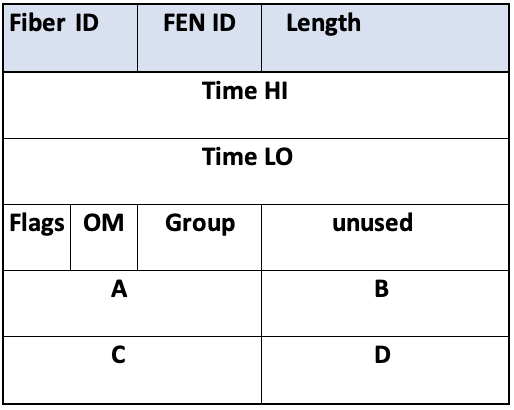 Fiber ID FEN ID Length
Time HI
Time LO
Flags OM Group unused
A B
C D